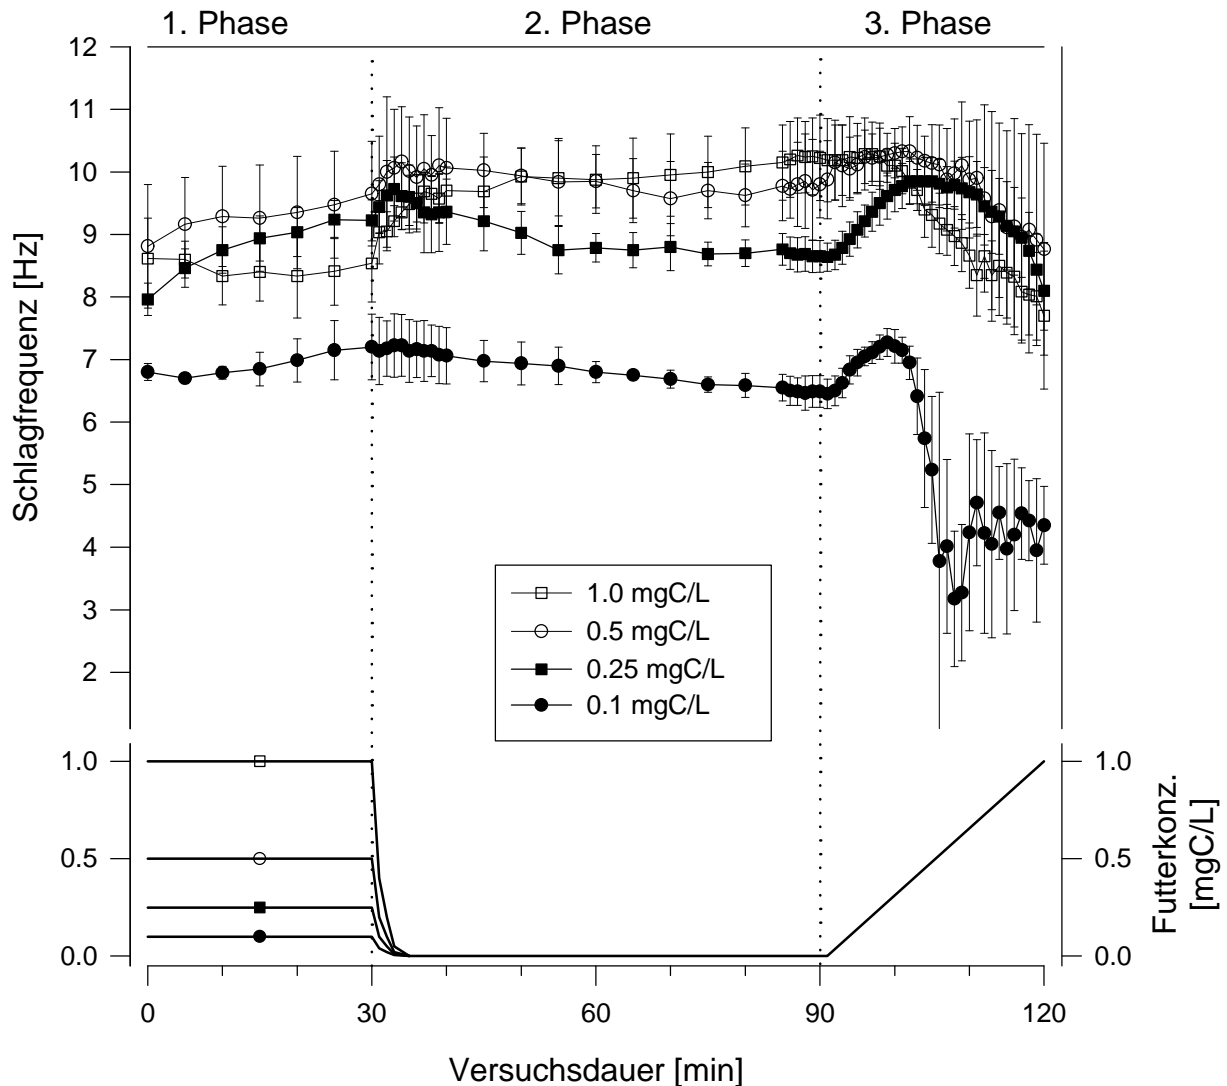 1. Phase 2. Phase 3. Phase
12
11
10
9
8
7
6
5
4
3
2
Schlagfrequenz [Hz]
1.0 mgC/L
0.5 mgC/L
0.25 mgC/L
0.1 mgC/L
1.0 1.0
0.5 0.5
0.0 0.0
Futterkonz.
[mgC/L]
0 30 60 90 120
Versuchsdauer [min]